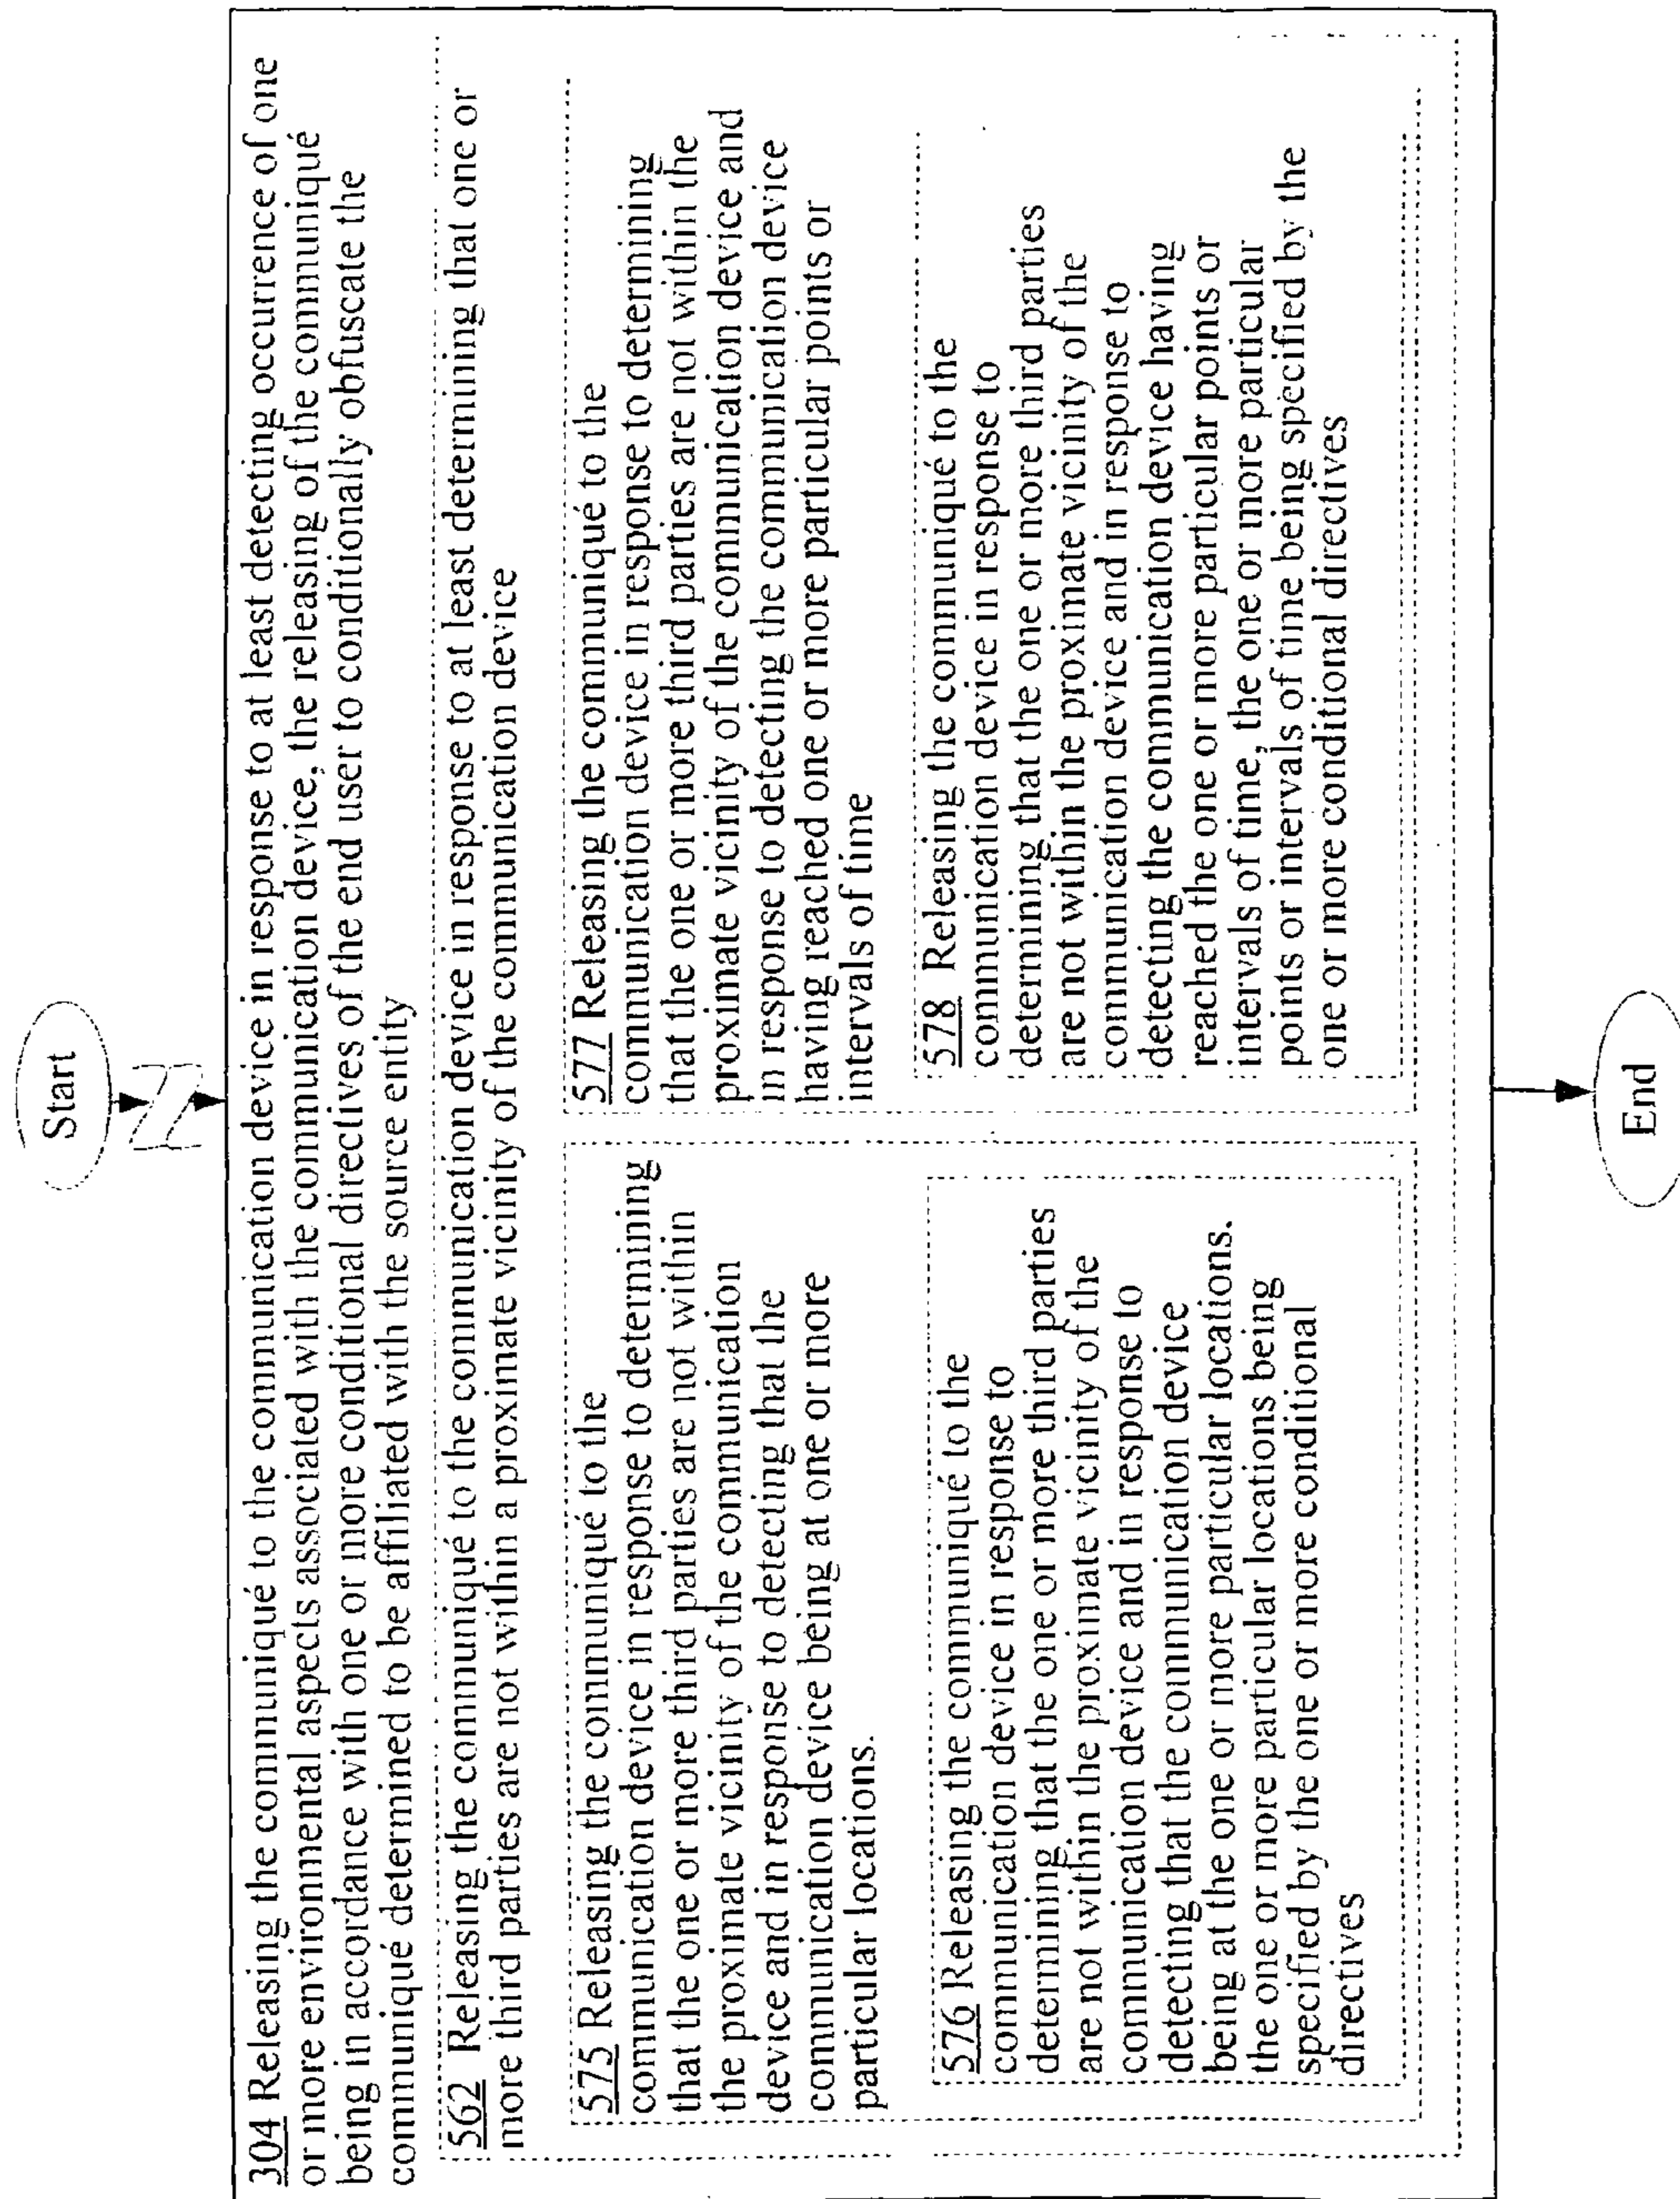 Start
304 Releasing the communiqué to the communication device in response to at least detecting occurrence of one
or more environmental aspects associated with the communication device, the releasing of the communiqué
being in accordance with one or more conditional directives of the end user to conditionally obfuscate the
communiqué determined to be affiliated with the source entity
562 Releasing the communiqué to the communication device in response to at least determining that one or
more third parties are not within a proximate vicinity of the communication device
575 Releasing the communiqué to the
communication device in response to determining
that the one or more third parties are not within
the proximate vicinity of the communication
device and in response to detecting that the
communication device being at one or more
particular locations.
576 Releasing the communiqué to the
communication device in response to
determining that the one or more third parties
are not within the proximate vicinity of the
communication device and in response to
detecting that the communication device
being at the one or more particular locations.
the one or more particular locations being
specified by the one or more conditional
directives
577 Releasing the communiqué to the
communication device in response to determining
that the one or more third parties are not within the
proximate vicinity of the communication device and
in response to detecting the communication device
having reached one or more particular points or
intervals of time
578 Releasing the communiqué to the
communication device in response to
determining that the one or more third parties
are not within the proximate vicinity of the
communication device and in response to
detecting the communication device having
reached the one or more particular points or
intervals of time, the one or more particular
points or intervals of time being specified by the
one or more conditional directives
End